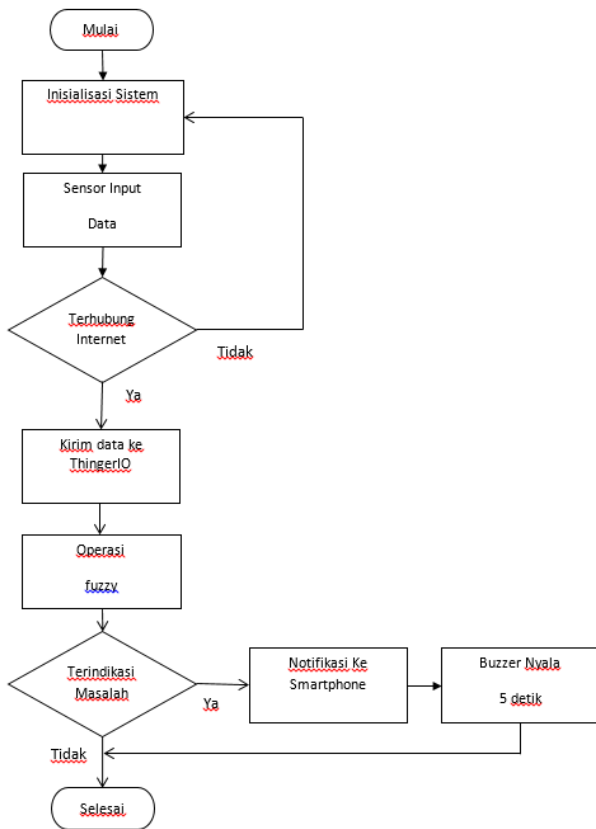 Mulai
Inisialisasi Sistem
Sensor Input
Data
Terhubung
Internet
Tidak
Ya
Kirim data ke
ThingerIO
Operasi
fuzzy
Terindikasi
Masalah
Ya
Notifikasi Ke
Smartphone
Buzzer Nyala
5 detik
Tidak
Selesai